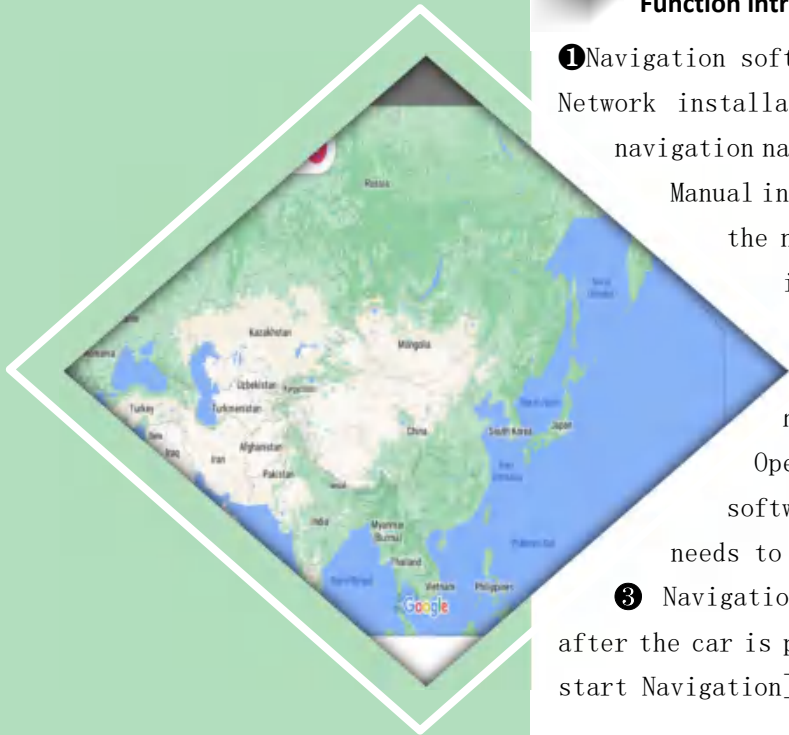 Function Intr
❶Navigation soft
Network installa
navigation na
Manual in
the n
i
n
Ope
softw
needs to
❸ Navigatio
after the car is p
start Navigation]
Russia
Kazakhstan
Mongolia
Uzbekistan
Turkey
Turkmenistan
China
South Korea
Japan
Afghanistan
Iraq
Iran
Pakistan
India
Myanmar
(Burma)
Thailand
Vietnam
Philippines
Google